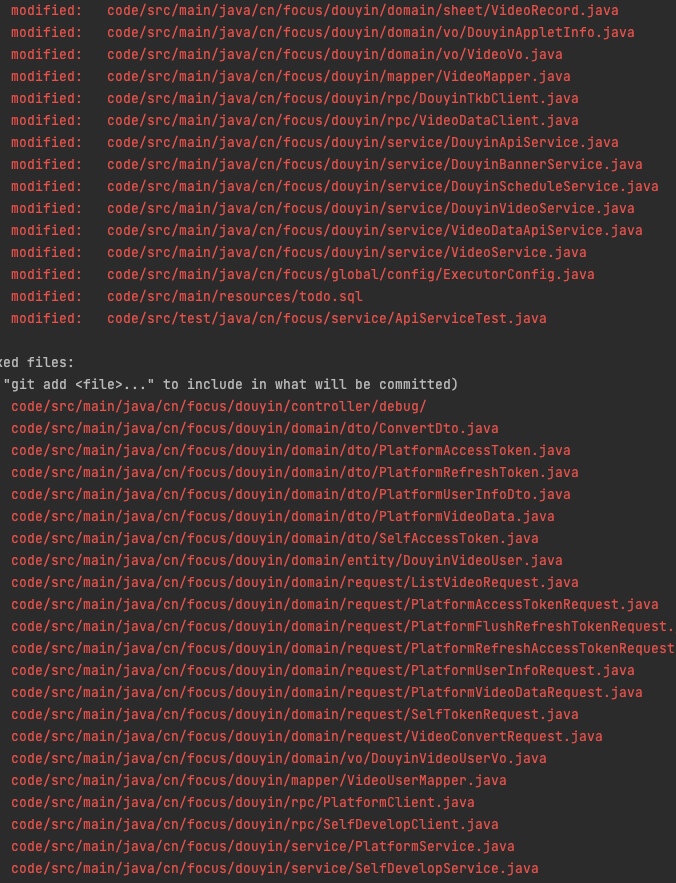 modified:   code/src/main/java/cn/focus/douyin/domain/sheet/VideoRecord.java
modified:   code/src/main/java/cn/focus/douyin/domain/vo/DouyinAppletInfo.java
modified:   code/src/main/java/cn/focus/douyin/domain/vo/VideoVo.java
modified:   code/src/main/java/cn/focus/douyin/mapper/VideoMapper.java
modified:   code/src/main/java/cn/focus/douyin/rpc/DouyinTkbClient.java
modified:   code/src/main/java/cn/focus/douyin/rpc/VideoDataClient.java
modified:   code/src/main/java/cn/focus/douyin/service/DouyinApiService.java
modified:   code/src/main/java/cn/focus/douyin/service/DouyinBannerService.java
modified:   code/src/main/java/cn/focus/douyin/service/DouyinScheduleService.java
modified:   code/src/main/java/cn/focus/douyin/service/DouyinVideoService.java
modified:   code/src/main/java/cn/focus/douyin/service/VideoDataApiService.java
modified:   code/src/main/java/cn/focus/douyin/service/VideoService.java
modified:   code/src/main/java/cn/focus/global/config/ExecutorConfig.java
modified:   code/src/main/resources/todo.sql
modified:   code/src/test/java/cn/focus/service/ApiServiceTest.java
ked files:
"git add <file>..." to include in what will be committed)
code/src/main/java/cn/focus/douyin/controller/debug/
code/src/main/java/cn/focus/douyin/domain/dto/ConvertDto.java
code/src/main/java/cn/focus/douyin/domain/dto/PlatformAccessToken.java
code/src/main/java/cn/focus/douyin/domain/dto/PlatformRefreshToken.java
code/src/main/java/cn/focus/douyin/domain/dto/PlatformUserInfoDto.java
code/src/main/java/cn/focus/douyin/domain/dto/PlatformVideoData.java
code/src/main/java/cn/focus/douyin/domain/dto/SelfAccessToken.java
code/src/main/java/cn/focus/douyin/domain/entity/DouyinVideoUser.java
code/src/main/java/cn/focus/douyin/domain/request/ListVideoRequest.java
code/src/main/java/cn/focus/douyin/domain/request/PlatformAccessTokenRequest.java
code/src/main/java/cn/focus/douyin/domain/request/PlatformFlushRefreshTokenRequest.
code/src/main/java/cn/focus/douyin/domain/request/PlatformRefreshAccessTokenRequest
code/src/main/java/cn/focus/douyin/domain/request/PlatformUserInfoRequest.java
code/src/main/java/cn/focus/douyin/domain/request/PlatformVideoDataRequest.java
code/src/main/java/cn/focus/douyin/domain/request/SelfTokenRequest.java
code/src/main/java/cn/focus/douyin/domain/request/VideoConvertRequest.java
code/src/main/java/cn/focus/douyin/domain/vo/DouyinVideoUserVo.java
code/src/main/java/cn/focus/douyin/mapper/VideoUserMapper.java
code/src/main/java/cn/focus/douyin/rpc/PlatformClient.java
code/src/main/java/cn/focus/douyin/rpc/SelfDevelopClient.java
code/src/main/java/cn/focus/douyin/service/PlatformService.java
code/src/main/java/cn/focus/douyin/service/SelfDevelopService.java